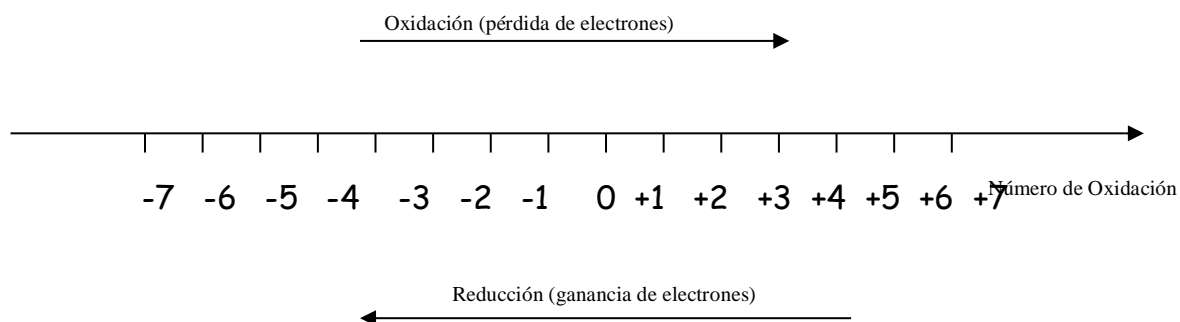 Oxidación (pérdida de electrones)
-7 -6 -5 -4 -3 -2 -1 0 +1 +2 +3 +4 +5 +6 +7 Número de Oxidación
Reducción (ganancia de electrones)